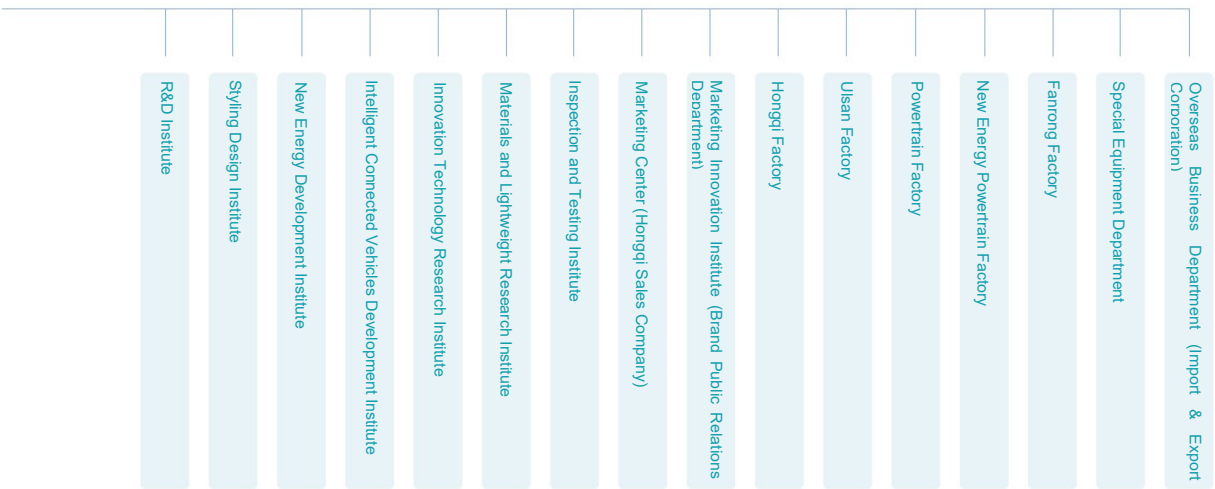 R&D Institute
Styling Design Institute
New Energy Development Institute
Intelligent Connected Vehicles Development Institute
Innovation Technology Research Institute
Materials and Lightweight Research Institute
Inspection and Testing Institute
Marketing Center (Hongqi Sales Company)
Marketing Innovation Institute (Brand Public Relations
Department)
Hongqi Factory
Ulsan Factory
Powertrain Factory
New Energy Powertrain Factory
Fanrong Factory
Special Equipment Department
Overseas Business Department (Import & Export
Corporation)